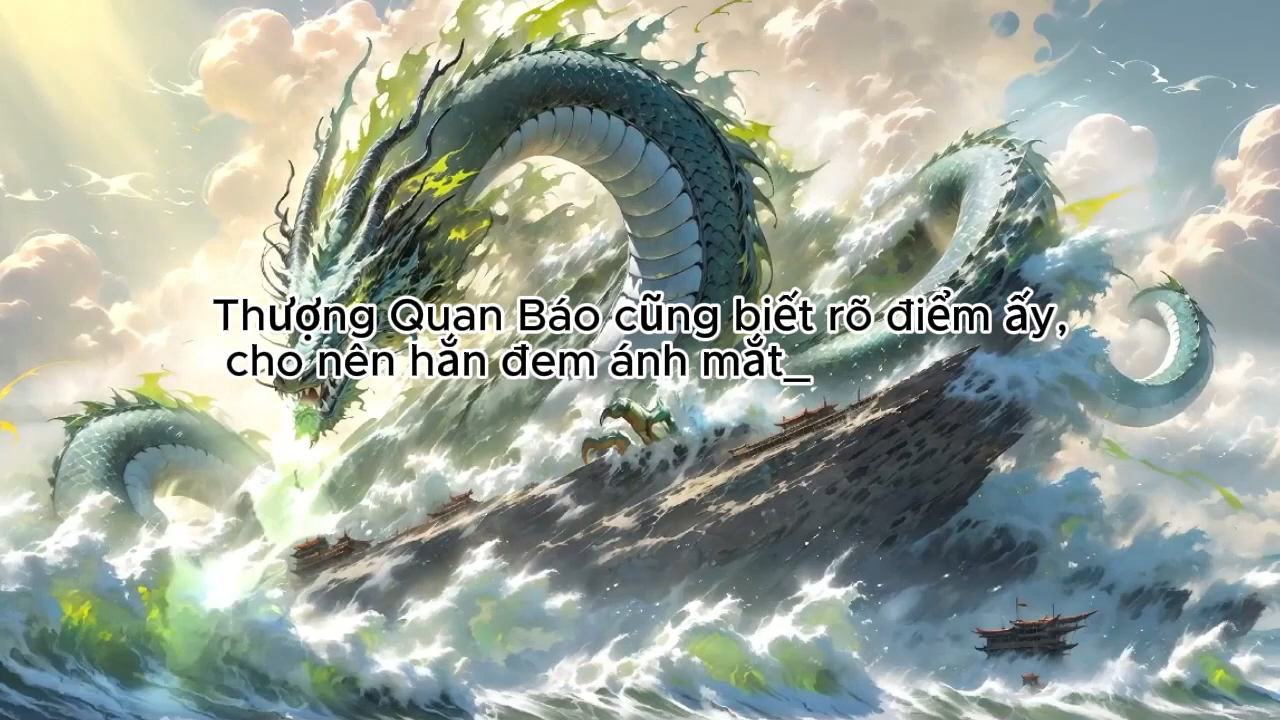 Thượng Quan Báo cũng biết rõ điểm ấy,
cho nên hắn đem ánh mắt_